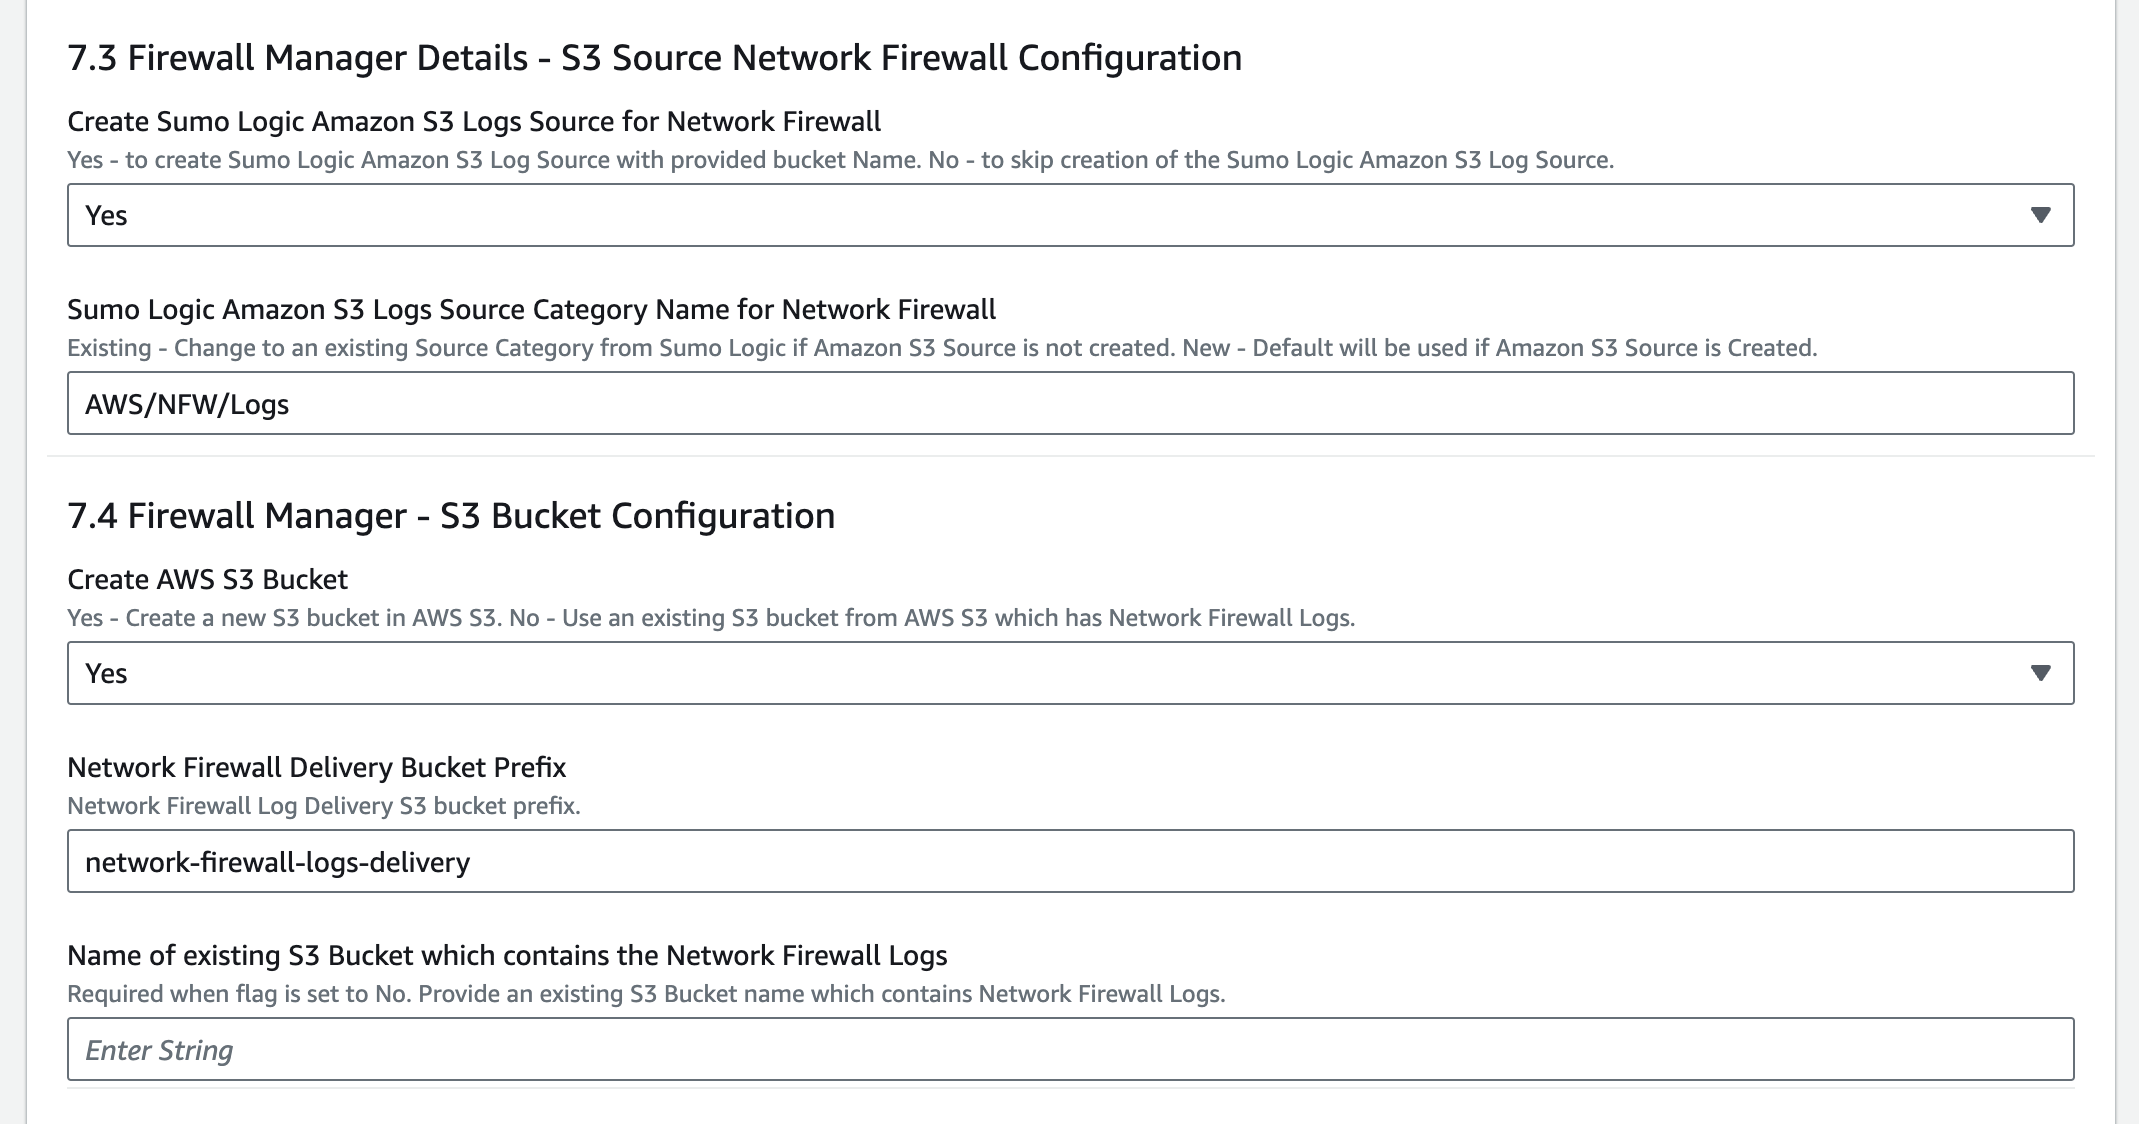 7.3 Firewall Manager Details - S3 Source Network Firewall Configuration
Create Sumo Logic Amazon S3 Logs Source for Network Firewall
Yes - to create Sumo Logic Amazon S3 Log Source with provided bucket Name. No - to skip creation of the Sumo Logic Amazon S3 Log Source.
Yes
Sumo Logic Amazon S3 Logs Source Category Name for Network Firewall
Existing - Change to an existing Source Category from Sumo Logic if Amazon S3 Source is not created. New - Default will be used if Amazon S3 Source is Created.
AWS/NFW/Logs
7.4 Firewall Manager - S3 Bucket Configuration
Create AWS S3 Bucket
Yes - Create a new S3 bucket in AWS S3. No - Use an existing S3 bucket from AWS S3 which has Network Firewall Logs.
Yes
Network Firewall Delivery Bucket Prefix
Network Firewall Log Delivery S3 bucket prefix.
network-firewall-logs-delivery
Name of existing S3 Bucket which contains the Network Firewall Logs
Required when flag is set to No. Provide an existing S3 Bucket name which contains Network Firewall Logs.
Enter String